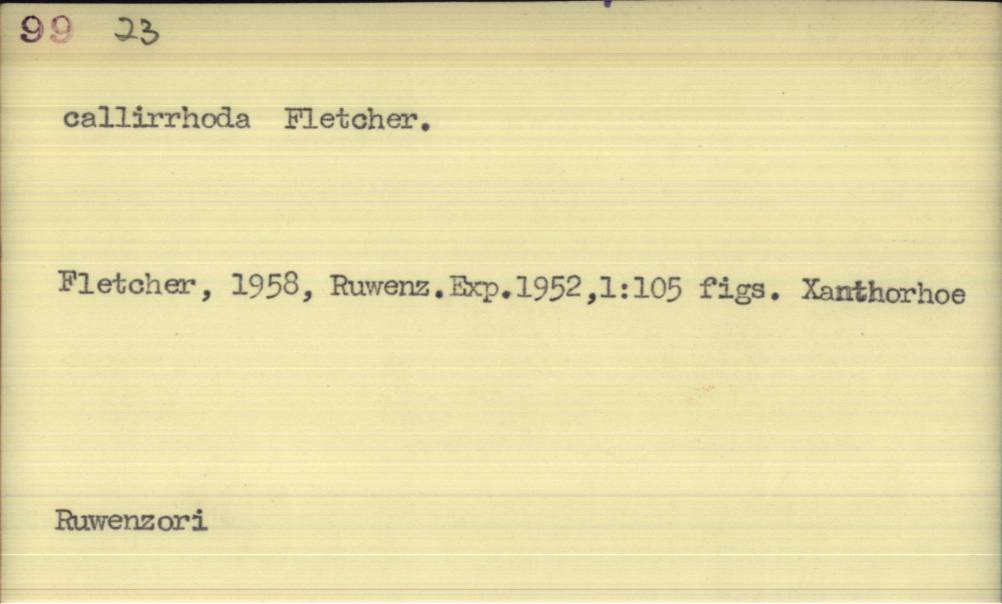 99 23
callirrhoda Fletcher.
Fletcher, 1958, Ruwenz.Exp.1952,1:105 figs. Xanthorhoe
Ruwenzori